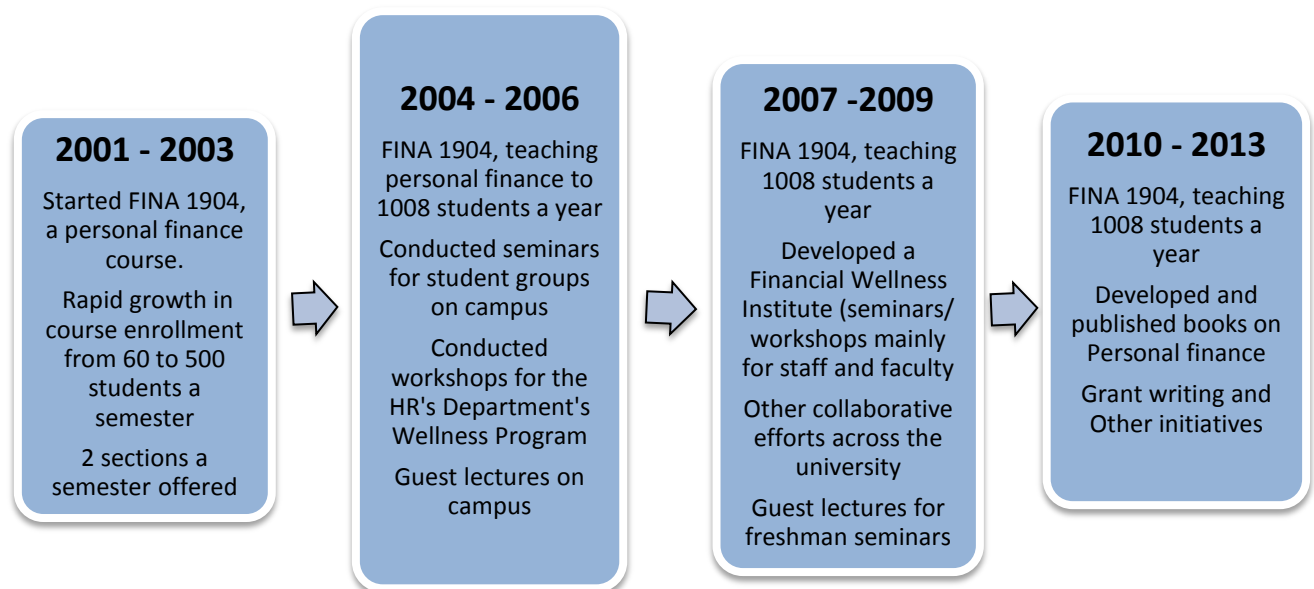 2001 - 2003
Started FINA 1904,
a personal finance
course.
Rapid growth in
course enrollment
from 60 to 500
students a
semester
2 sections a
semester offered
2004 - 2006
FINA 1904, teaching
personal finance to
1008 students a year
Conducted seminars
for student groups
on campus
Conducted
workshops for the
HR's Department's
Wellness Program
Guest lectures on
campus
2007 -2009
FINA 1904, teaching
1008 students a
year
Developed a
Financial Wellness
Institute (seminars/
workshops mainly
for staff and faculty
Other collaborative
efforts across the
university
Guest lectures for
freshman seminars
2010 - 2013
FINA 1904, teaching
1008 students a
year
Developed and
published books on
Personal finance
Grant writing and
Other initiatives